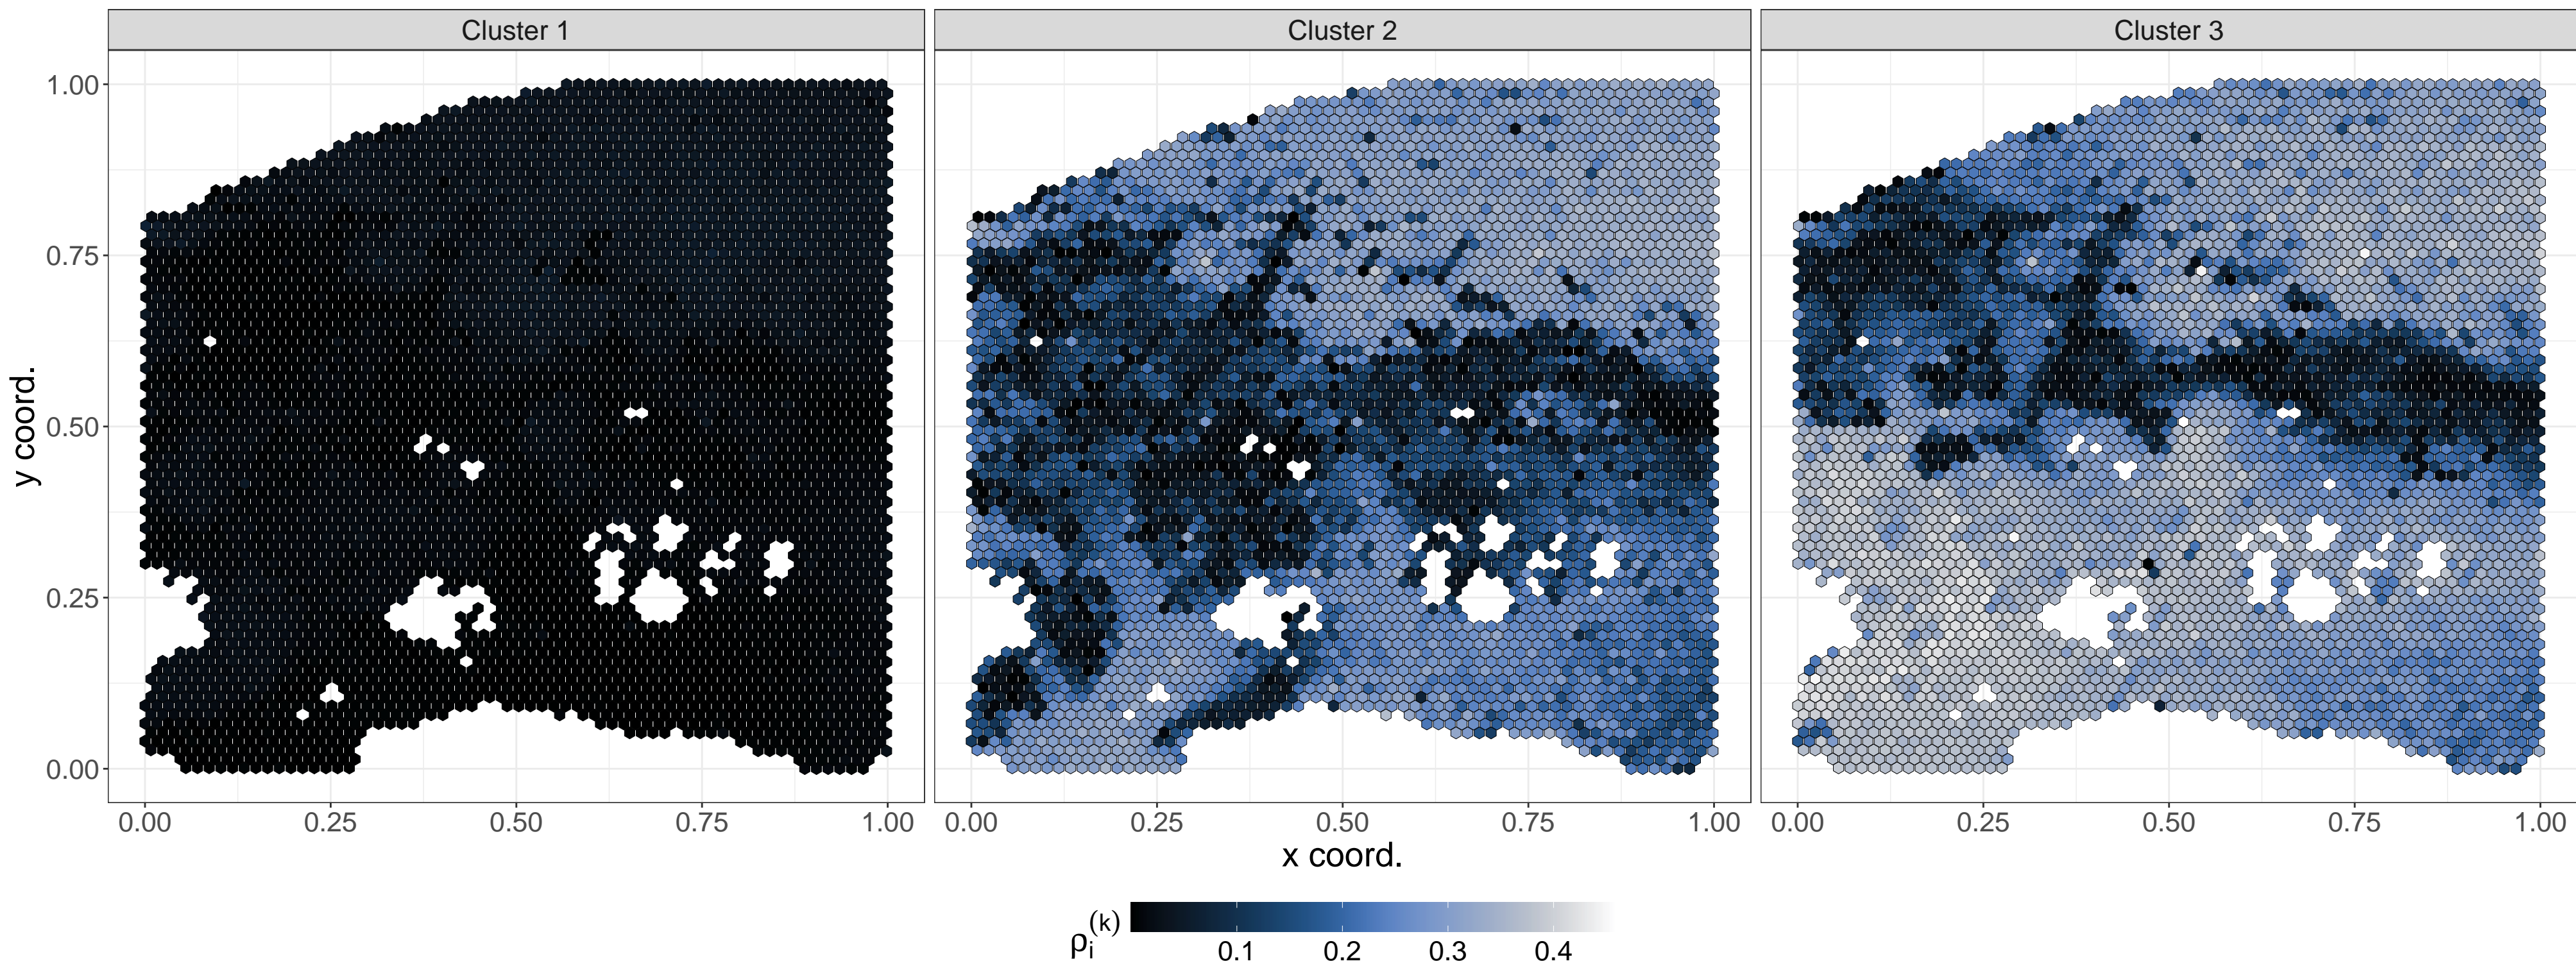 Cluster 1 Cluster 2 Cluster 3
1.00
0.75
0.50
0.25
0.00
y coord.
0.00 0.25 0.50 0.75 1.00 0.00 0.25 0.50 0.75 1.00 0.00 0.25 0.50 0.75 1.00
x coord.
ρi(k)
0.1 0.2 0.3 0.4